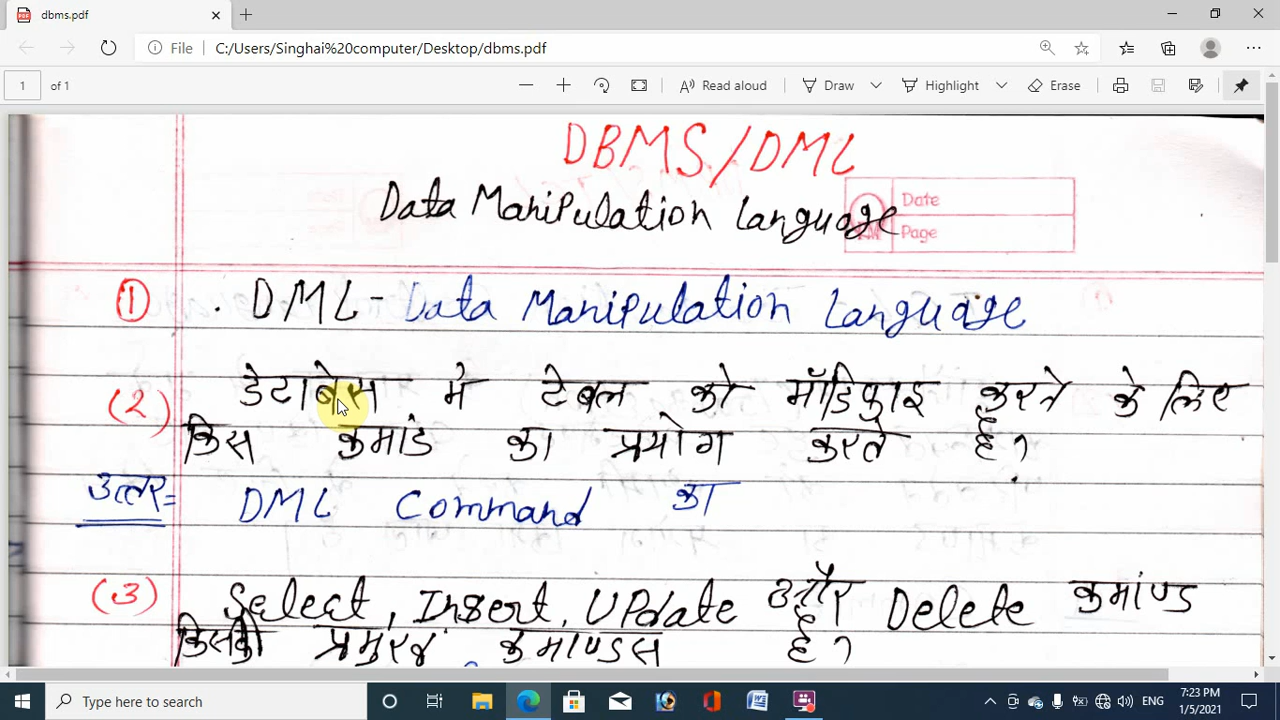 dbms.pdf
File C:/Users/Singhai%20computer/Desktop/dbms.pdf
1 of 1 Read aloud Draw Highlight Erase
DBMS/DML
Data Manipulation Language
Date
Page
(1) . DML - Data Manipulation Language
(2) डेटाबेस मे टेबल को मॉडिफाइ करने के लिए
किस कमांड का प्रयोग करते है?
उत्तर= DML Command का
(3) Select, Insert, UPdate और Delete कमाण्ड
किसकी प्रमुख कमाण्डस है?
Type here to search
ENG
7:23 PM
1/5/2021